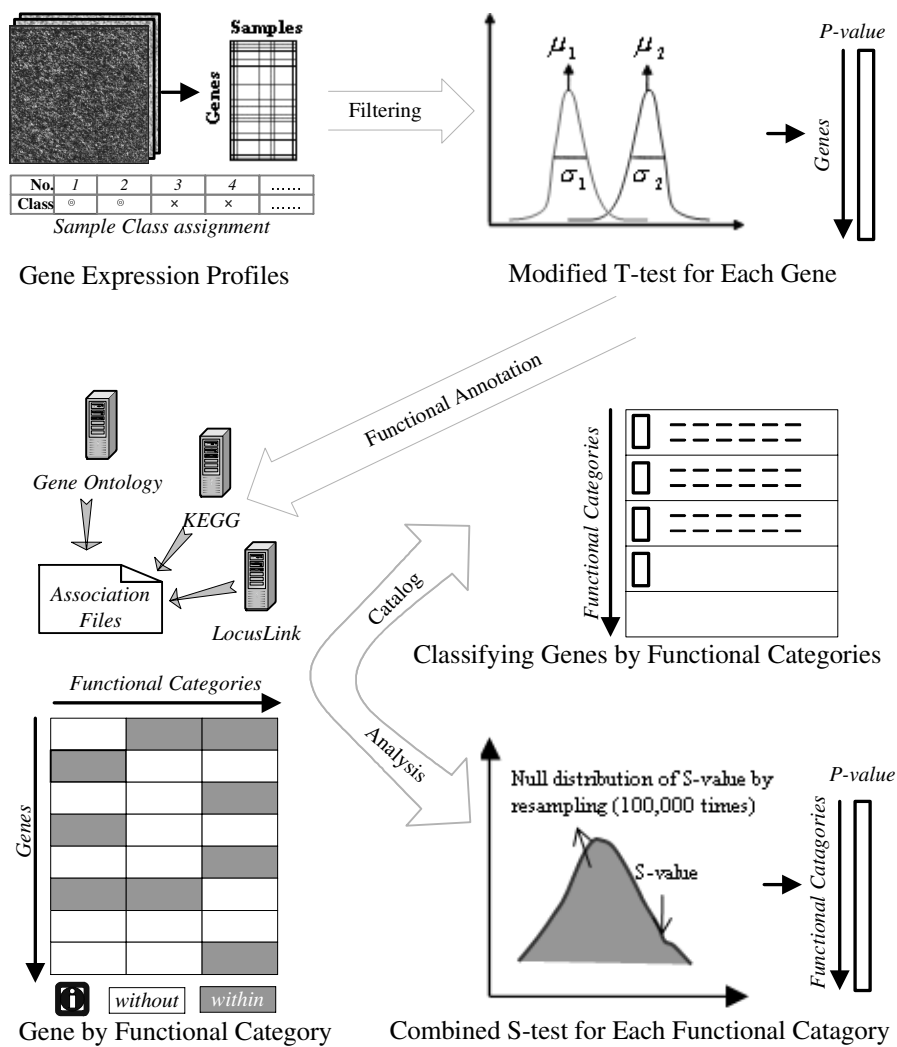 Samples
Genes
No. 1 2 3 4 ......
Class ◎ ◎ × × ......
Sample Class assignment
Gene Expression Profiles
Filtering
μ1 μ2
σ1 σ2
Modified T-test for Each Gene
P-value
Genes
Functional Annotation
Gene Ontology
KEGG
LocusLink
Association
Files
Catalog
Analysis
Functional Categories
Classifying Genes by Functional Categories
Functional Categories
Genes
without within
Gene by Functional Category
Null distribution of S-value by
resampling (100,000 times)
S-value
P-value
Functional Catagories
Combined S-test for Each Functional Catagory